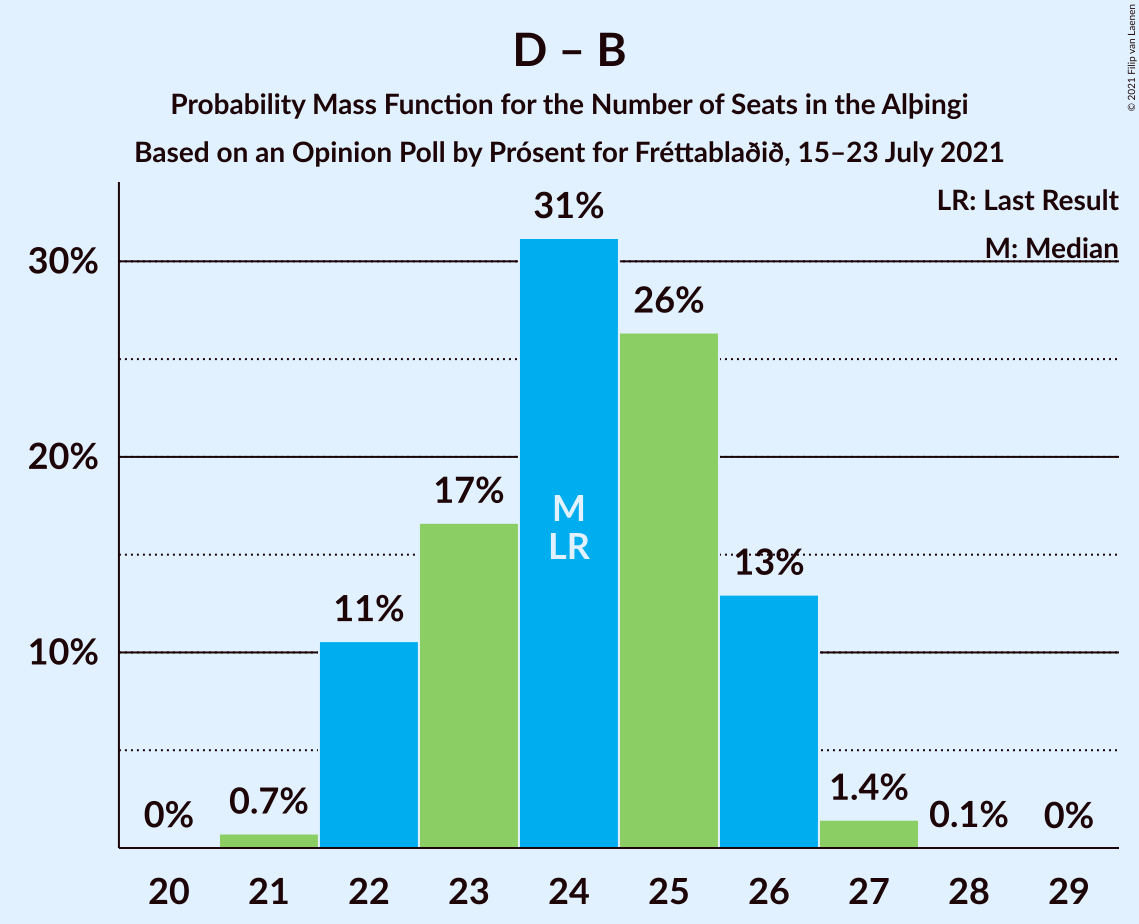 D – B
Probability Mass Function for the Number of Seats in the Alþingi
Based on an Opinion Poll by Prósent for Fréttablaðið, 15–23 July 2021
© 2021 Filip van Laenen
LR: Last Result
M: Median
30%
20%
10%
0%
0.7%
11%
17%
31%
26%
13%
1.4%
0.1%
0%
M
LR
20 21 22 23 24 25 26 27 28 29